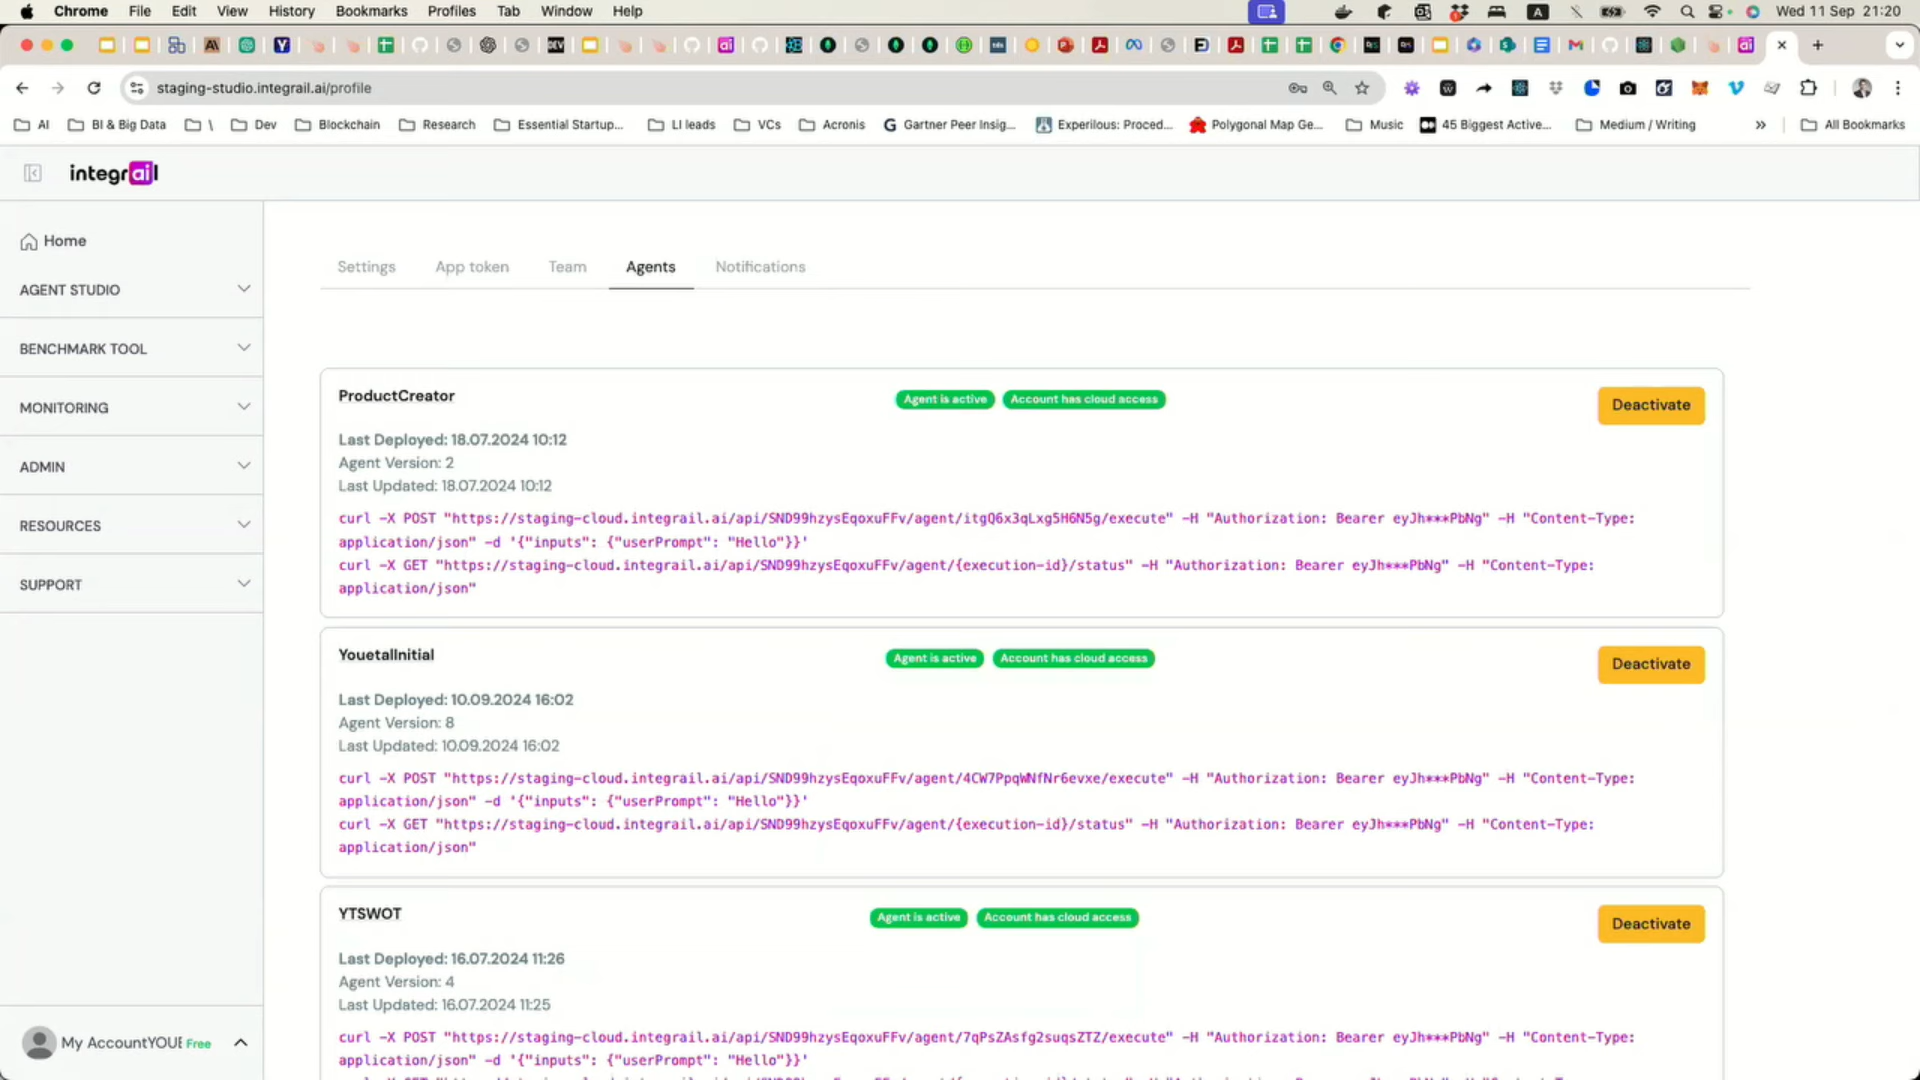 Chrome File Edit View History Bookmarks Profiles Tab Window Help Wed 11 Sep 21:20
staging-studio.integrail.ai/profile
AI BI & Big Data \ Dev Blockchain Research Essential Startup... LI leads VCs Acronis Gartner Peer Insig... Experilous: Proced... Polygonal Map Ge... Music 45 Biggest Active... Medium / Writing » All Bookmarks
integrail
Home
AGENT STUDIO
BENCHMARK TOOL
MONITORING
ADMIN
RESOURCES
SUPPORT
My AccountYOUE Free
Settings App token Team Agents Notifications
ProductCreator Agent is active Account has cloud access Deactivate
Last Deployed: 18.07.2024 10:12
Agent Version: 2
Last Updated: 18.07.2024 10:12
curl -X POST "https://staging-cloud.integrail.ai/api/SND99hzysEqoxuFFv/agent/itgQ6x3qLxg5H6N5g/execute" -H "Authorization: Bearer eyJh***PbNg" -H "Content-Type:
application/json" -d '{"inputs": {"userPrompt": "Hello"}}'
curl -X GET "https://staging-cloud.integrail.ai/api/SND99hzysEqoxuFFv/agent/{execution-id}/status" -H "Authorization: Bearer eyJh***PbNg" -H "Content-Type:
application/json"
YouetalInitial Agent is active Account has cloud access Deactivate
Last Deployed: 10.09.2024 16:02
Agent Version: 8
Last Updated: 10.09.2024 16:02
curl -X POST "https://staging-cloud.integrail.ai/api/SND99hzysEqoxuFFv/agent/4CW7PpqWNfNr6evxe/execute" -H "Authorization: Bearer eyJh***PbNg" -H "Content-Type:
application/json" -d '{"inputs": {"userPrompt": "Hello"}}'
curl -X GET "https://staging-cloud.integrail.ai/api/SND99hzysEqoxuFFv/agent/{execution-id}/status" -H "Authorization: Bearer eyJh***PbNg" -H "Content-Type:
application/json"
YTSWOT Agent is active Account has cloud access Deactivate
Last Deployed: 16.07.2024 11:26
Agent Version: 4
Last Updated: 16.07.2024 11:25
curl -X POST "https://staging-cloud.integrail.ai/api/SND99hzysEqoxuFFv/agent/7qPsZAsfg2suqsZTZ/execute" -H "Authorization: Bearer eyJh***PbNg" -H "Content-Type:
application/json" -d '{"inputs": {"userPrompt": "Hello"}}'